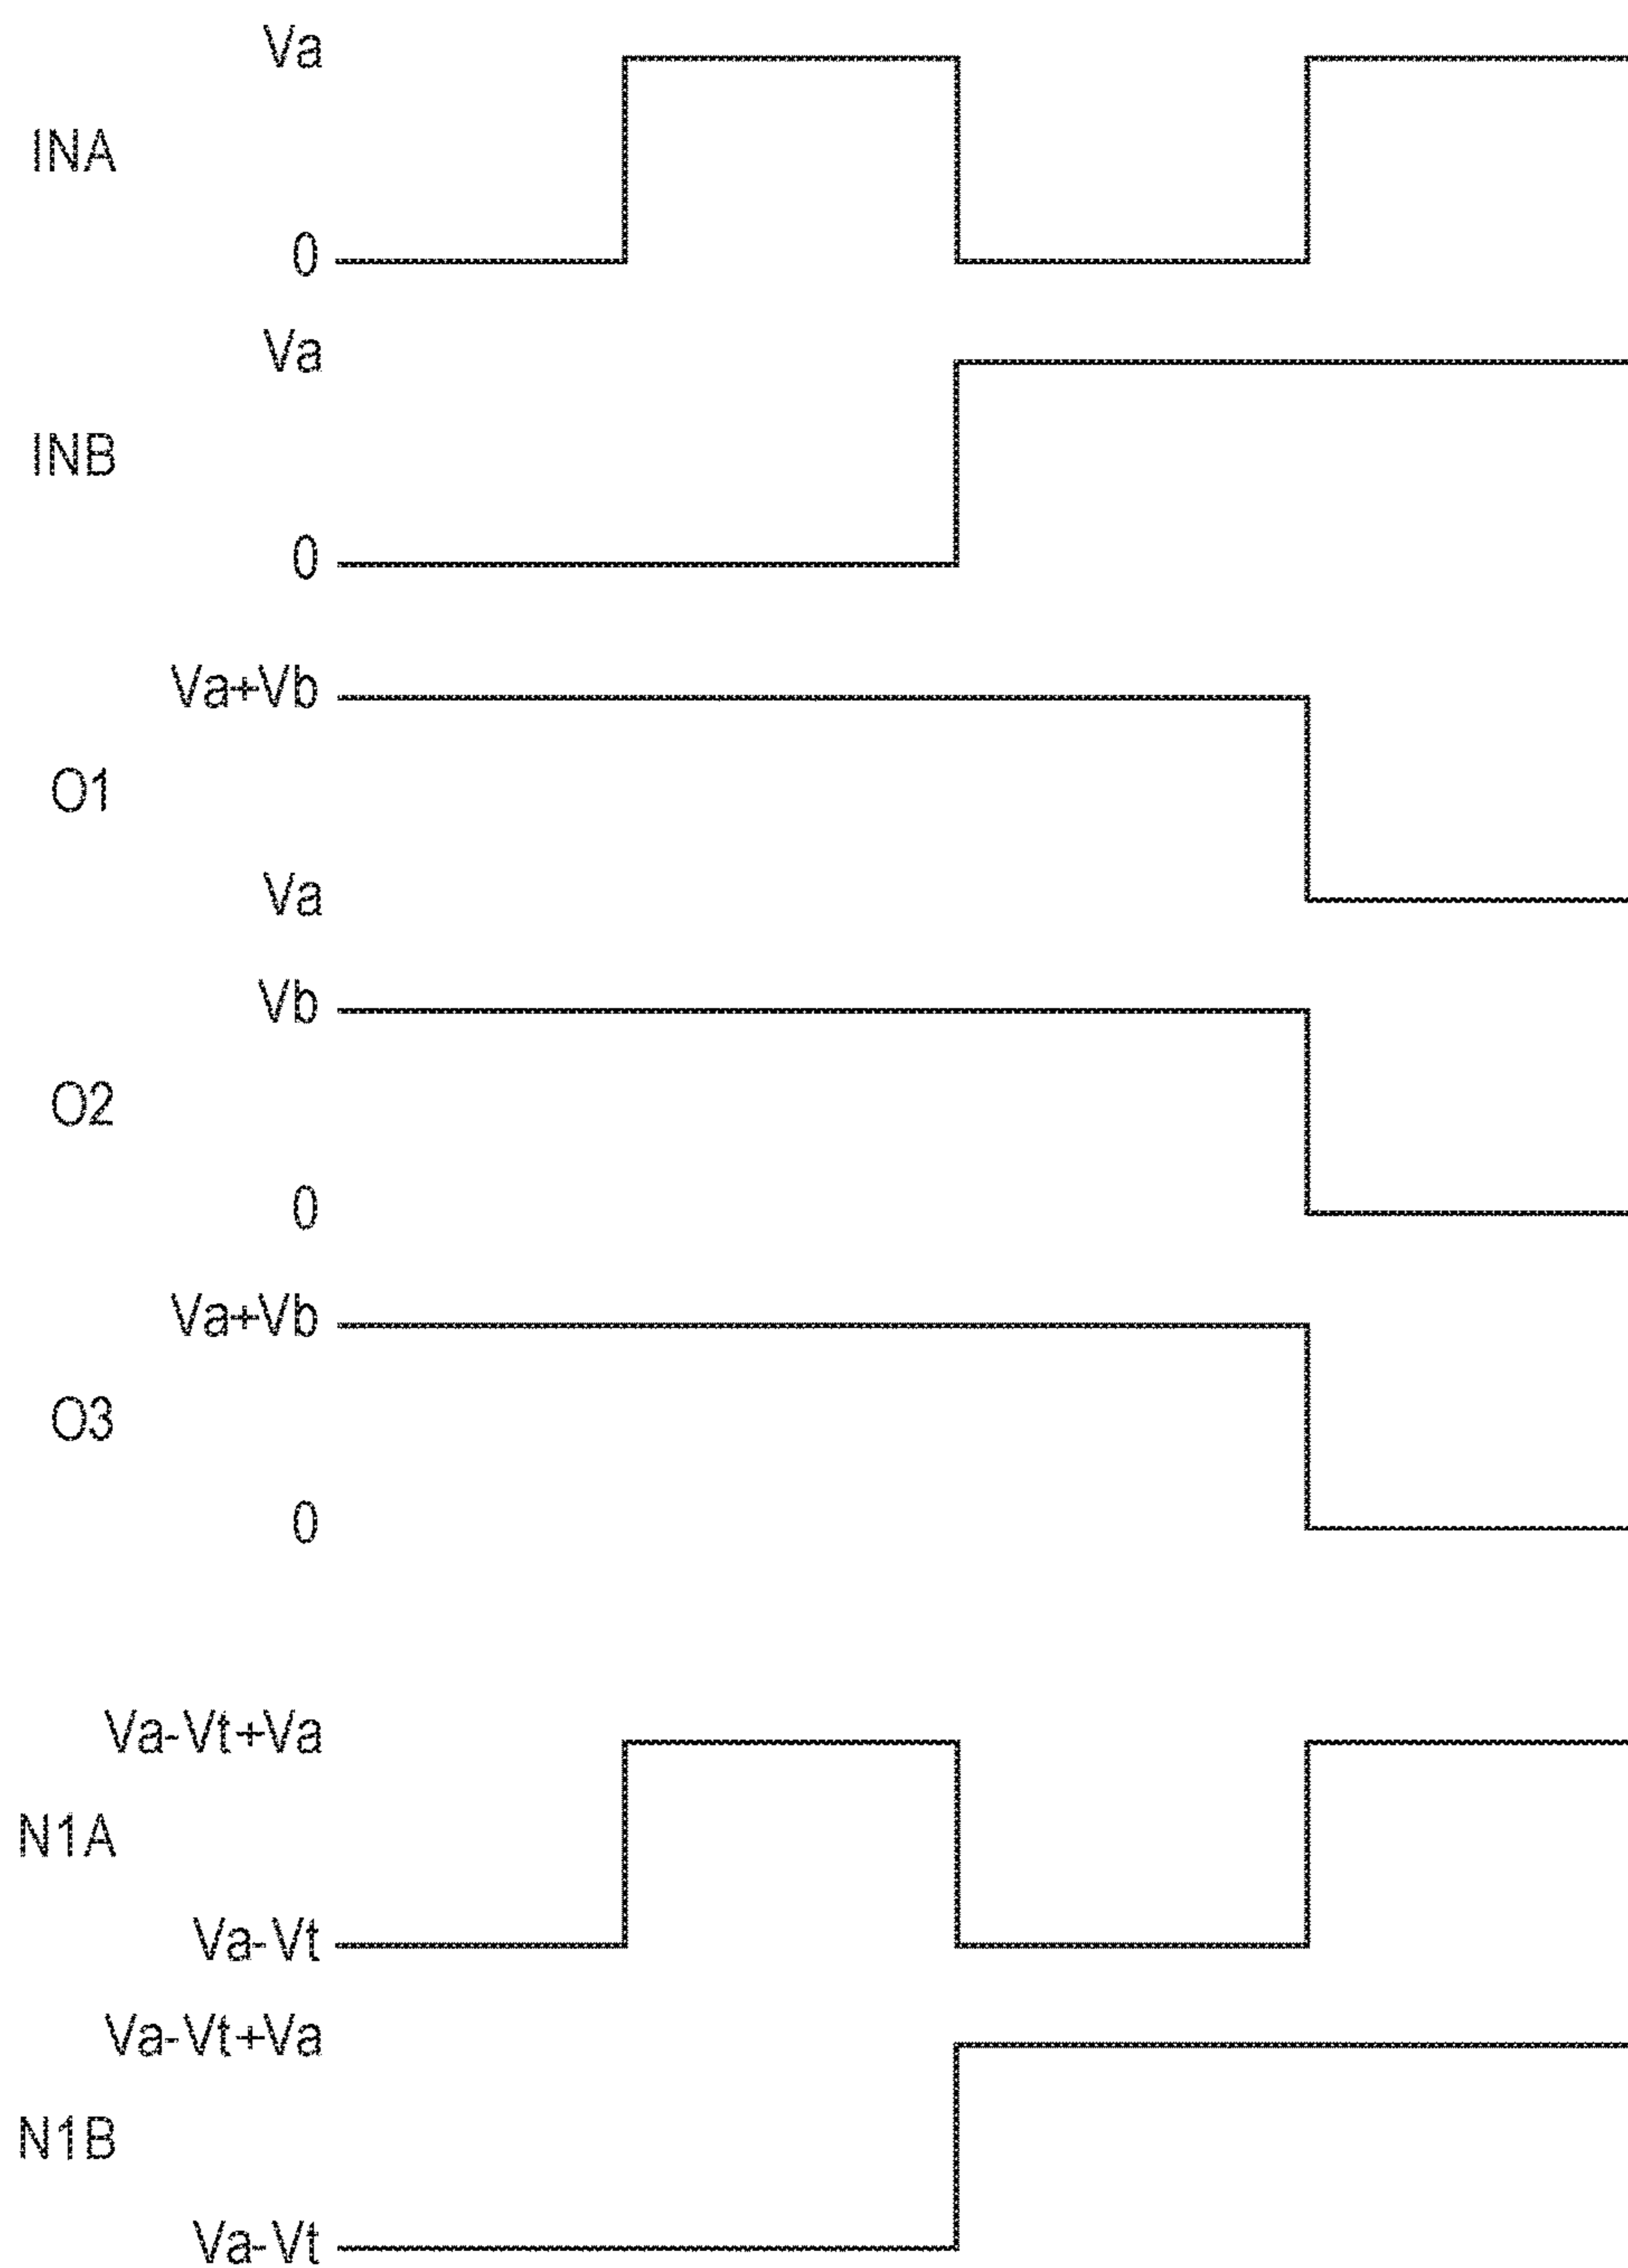 Va
INA
0
Va
INB
0
Va+Vb
O1
Va
Vb
O2
0
Va+Vb
O3
0
Va-Vt+Va
N1A
Va-Vt
Va-Vt+Va
N1B
Va-Vt